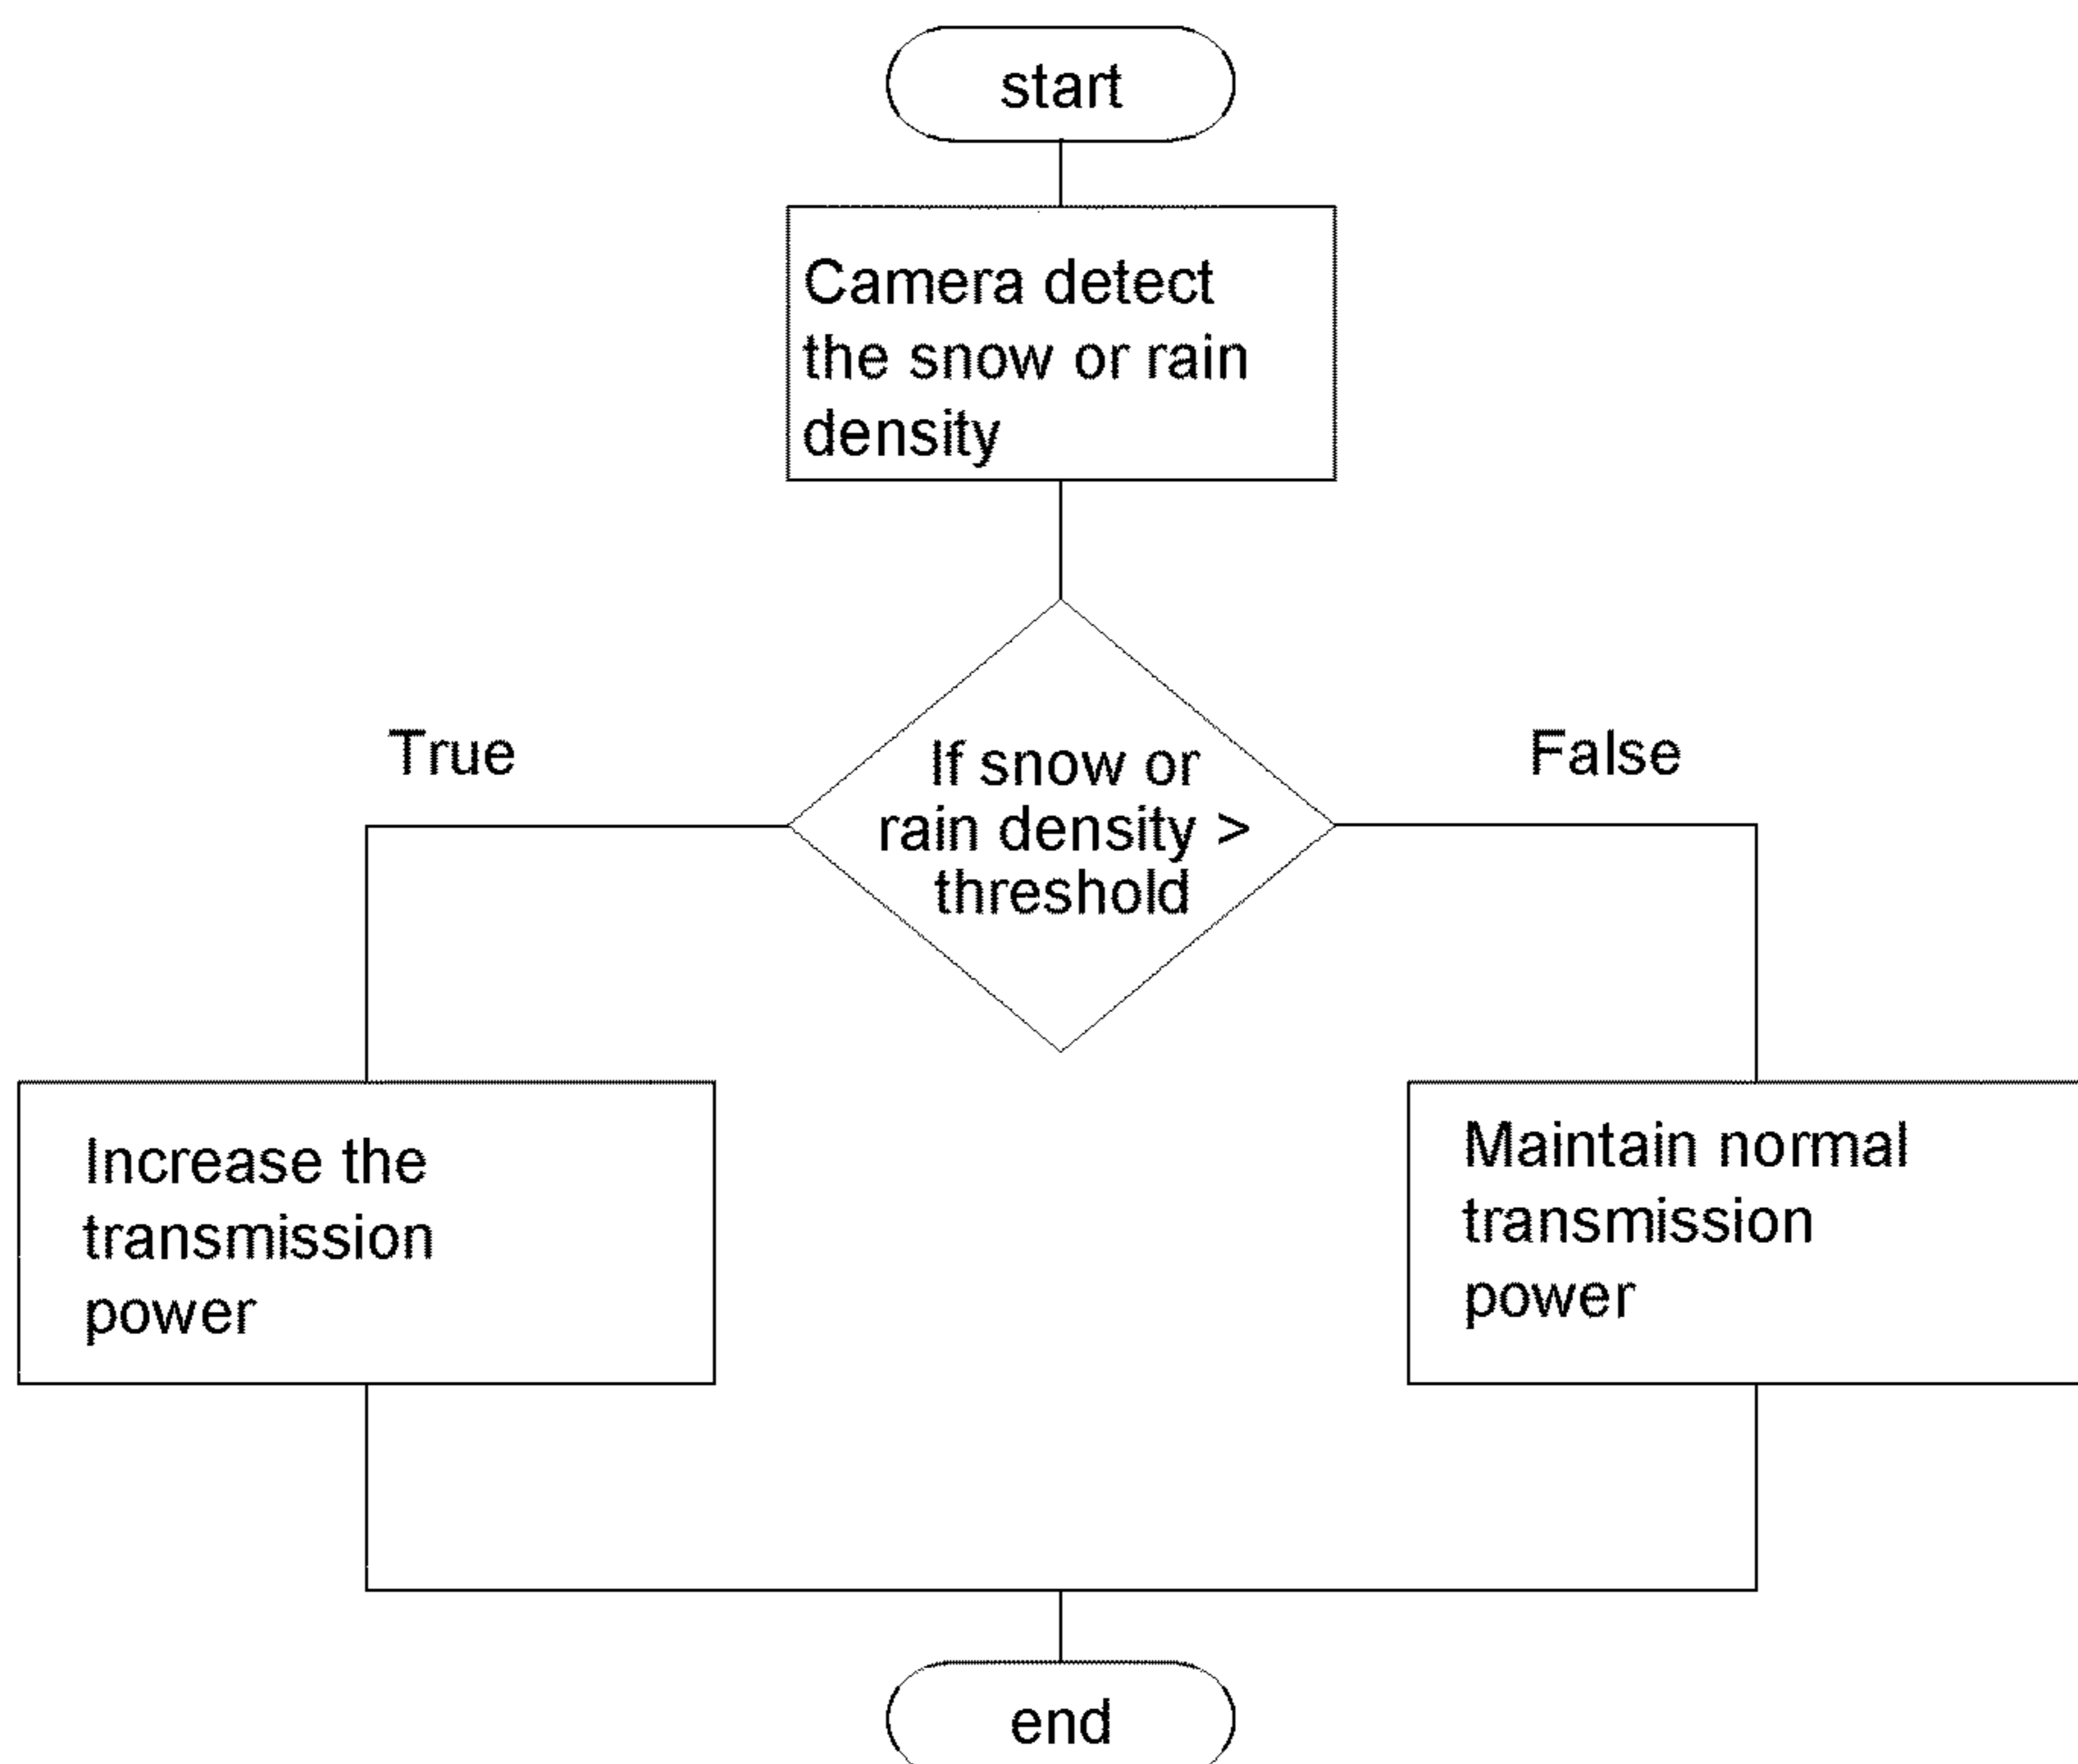 start
Camera detect
the snow or rain
density
True
If snow or
rain density >
threshold
False
Increase the
transmission
power
Maintain normal
transmission
power
end